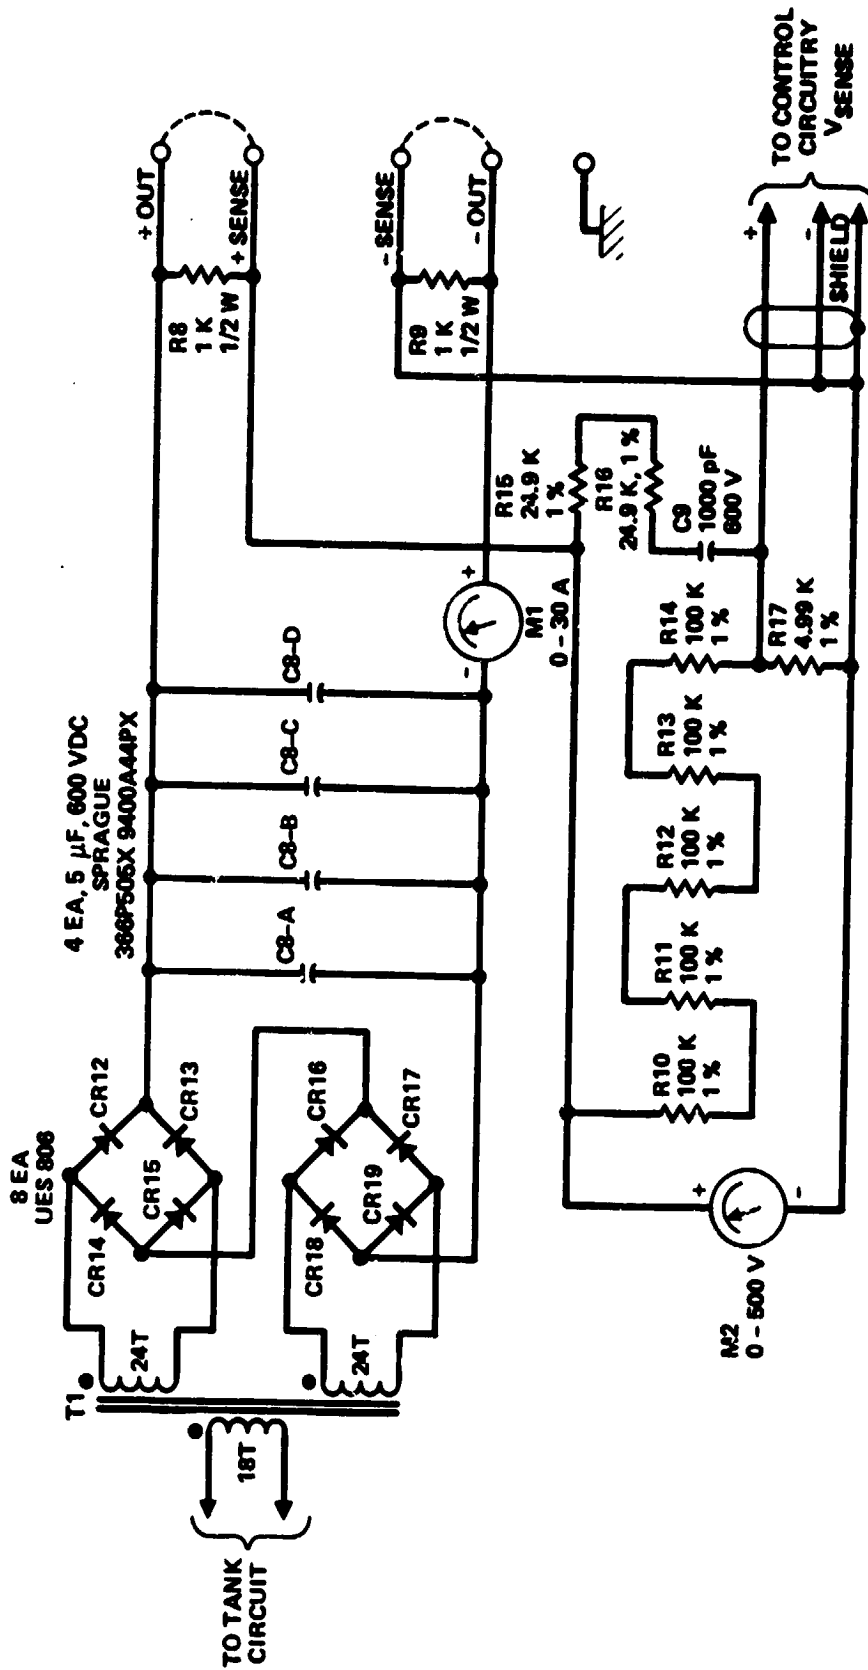 TO TANK
CIRCUIT
18T
T1
24T
24T
8 EA
UES 806
CR12
CR13
CR14
CR15
CR16
CR17
CR18
CR19
4 EA, 5 µF, 600 VDC
SPRAGUE
366P505X 9400A44PX
C8-A
C8-B
C8-C
C8-D
-
+
M1
0 – 30 A
R8
1 K
1/2 W
+ OUT
+ SENSE
R9
1 K
1/2 W
– SENSE
– OUT
M2
0 – 500 V
+
-
R10
100 K
1 %
R11
100 K
1 %
R12
100 K
1 %
R13
100 K
1 %
R14
100 K
1 %
R15
24.9 K
1 %
R16
24.9 K, 1 %
C9
1000 pF
600 V
R17
4.99 K
1 %
+
-
SHIELD
TO CONTROL
CIRCUITRY
V SENSE